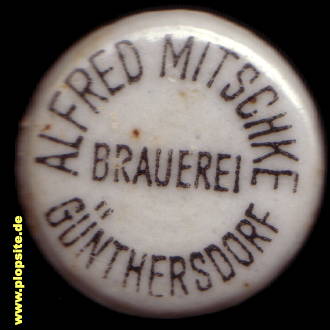 ALFRED MITSCHKE
BRAUEREI
GÜNTHERSDORF
www.plopsite.de